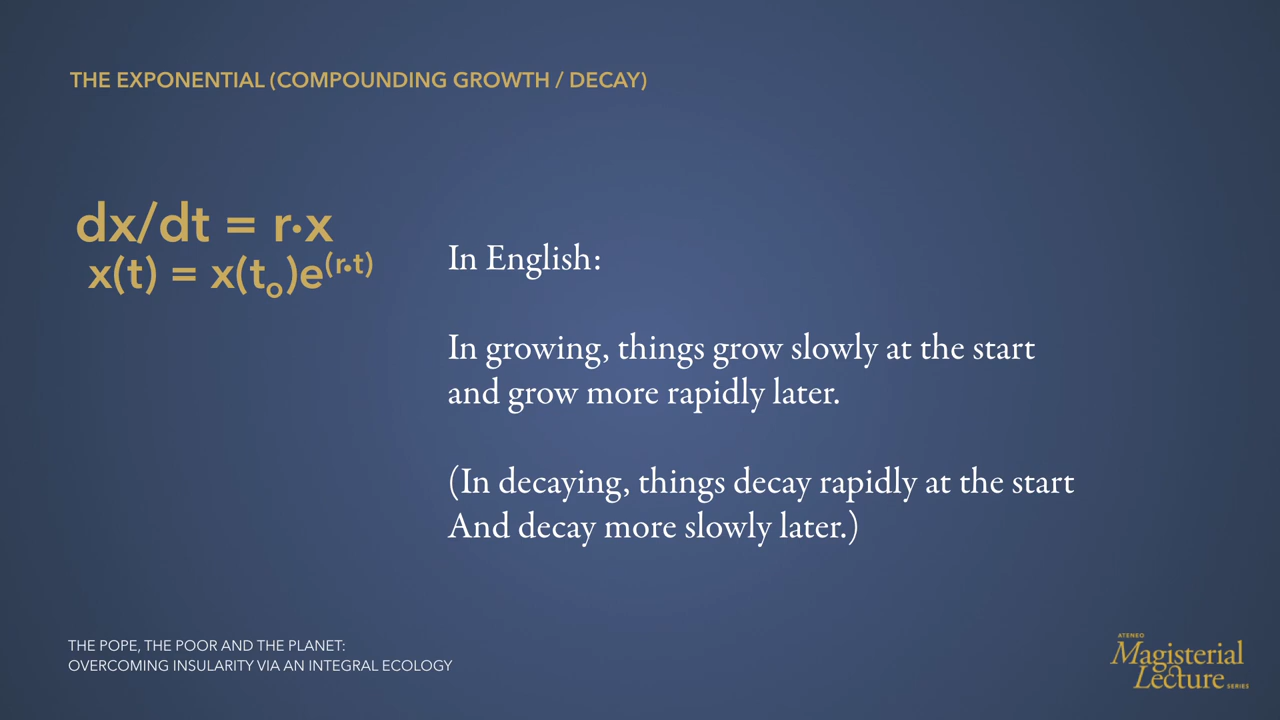 THE EXPONENTIAL (COMPOUNDING GROWTH / DECAY)
dx/dt = r·x
x(t) = x(tₒ)e^(r·t)
In English:
In growing, things grow slowly at the start
and grow more rapidly later.
(In decaying, things decay rapidly at the start
And decay more slowly later.)
THE POPE, THE POOR AND THE PLANET:
OVERCOMING INSULARITY VIA AN INTEGRAL ECOLOGY
ATENEO
Magisterial
Lecture SERIES